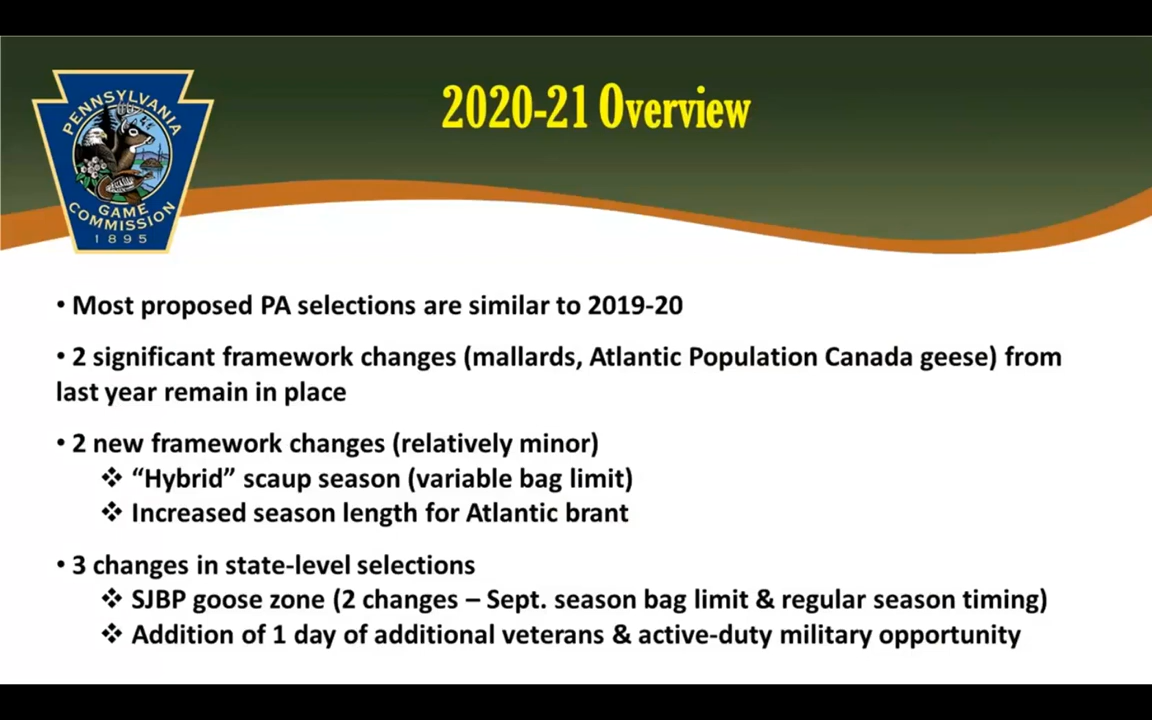 PENNSYLVANIA
GAME
COMMISSION
1895
2020-21 Overview
• Most proposed PA selections are similar to 2019-20
• 2 significant framework changes (mallards, Atlantic Population Canada geese) from
last year remain in place
• 2 new framework changes (relatively minor)
❖ “Hybrid” scaup season (variable bag limit)
❖ Increased season length for Atlantic brant
• 3 changes in state-level selections
❖ SJBP goose zone (2 changes – Sept. season bag limit & regular season timing)
❖ Addition of 1 day of additional veterans & active-duty military opportunity